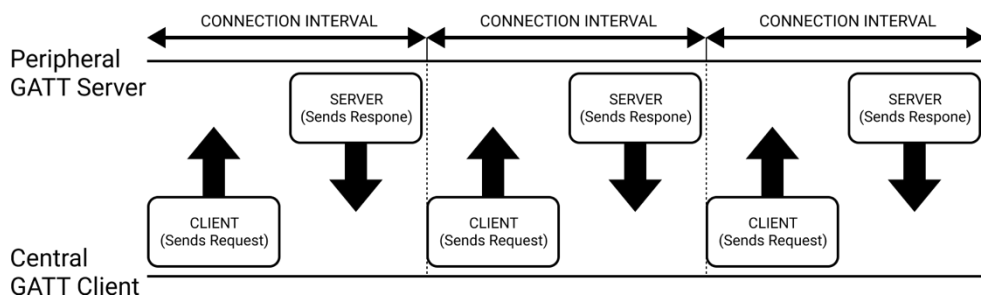 CONNECTION INTERVAL
CONNECTION INTERVAL
CONNECTION INTERVAL
Peripheral
GATT Server
SERVER
(Sends Respone)
SERVER
(Sends Respone)
SERVER
(Sends Respone)
CLIENT
(Sends Request)
CLIENT
(Sends Request)
CLIENT
(Sends Request)
Central
GATT Client